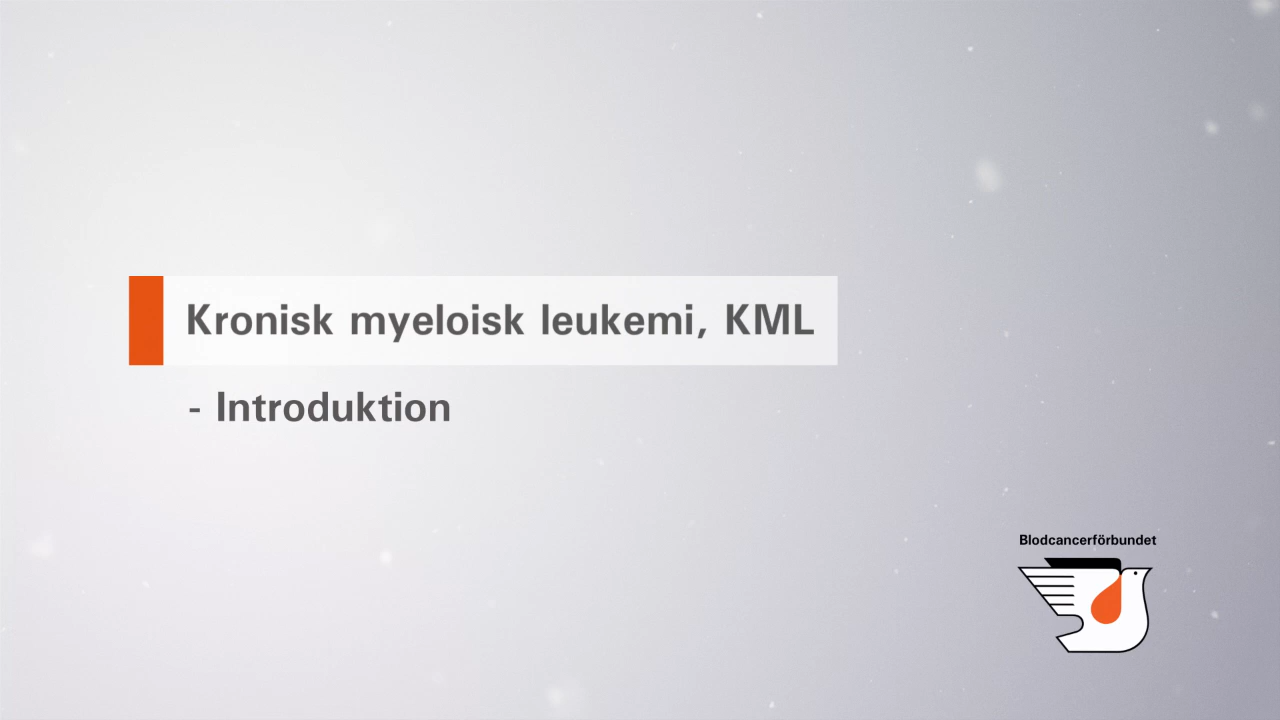 Kronisk myeloisk leukemi, KML
- Introduktion
Blodcancerförbundet